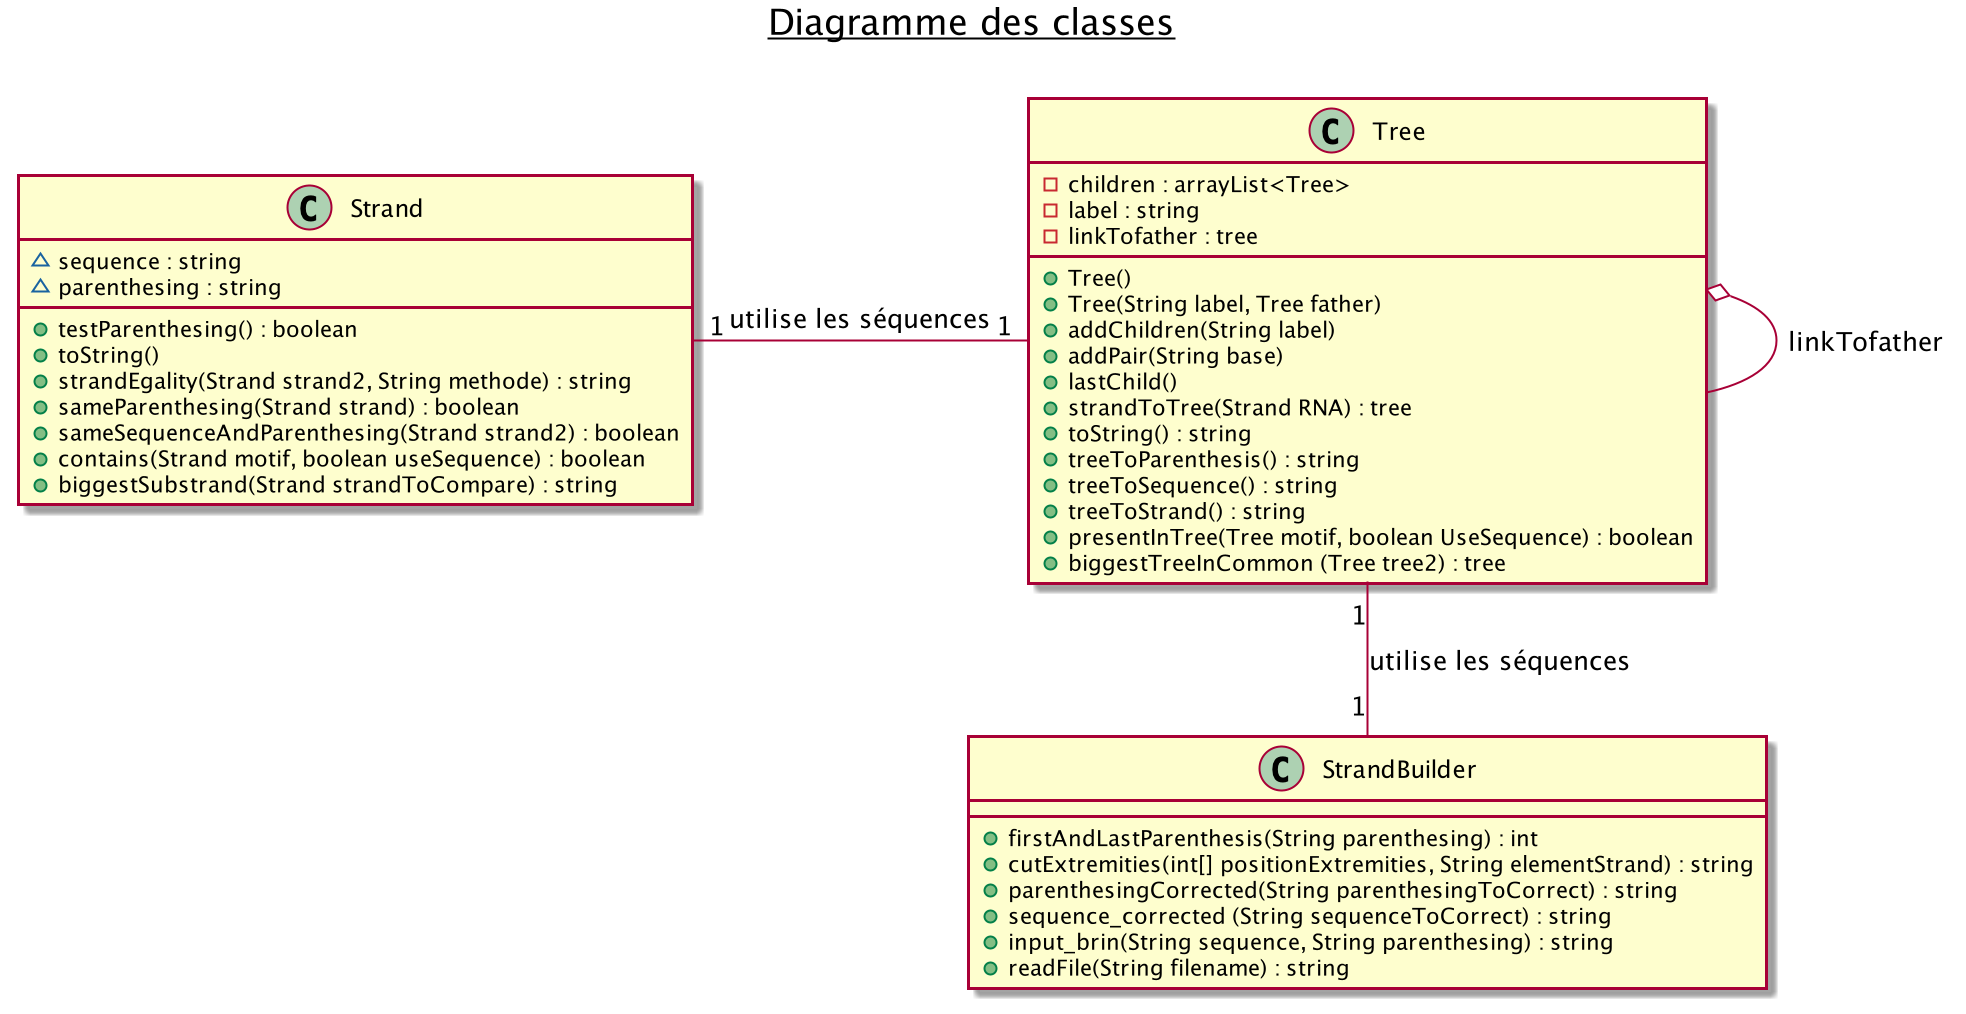 Diagramme des classes
C Strand
sequence : string
parenthesing : string
testParenthesing() : boolean
toString()
strandEgality(Strand strand2, String methode) : string
sameParenthesing(Strand strand) : boolean
sameSequenceAndParenthesing(Strand strand2) : boolean
contains(Strand motif, boolean useSequence) : boolean
biggestSubstrand(Strand strandToCompare) : string
1 utilise les séquences 1
C Tree
children : arrayList<Tree>
label : string
linkTofather : tree
Tree()
Tree(String label, Tree father)
addChildren(String label)
addPair(String base)
lastChild()
strandToTree(Strand RNA) : tree
toString() : string
treeToParenthesis() : string
treeToSequence() : string
treeToStrand() : string
presentInTree(Tree motif, boolean UseSequence) : boolean
biggestTreeInCommon (Tree tree2) : tree
linkTofather
1
utilise les séquences
1
C StrandBuilder
firstAndLastParenthesis(String parenthesing) : int
cutExtremities(int[] positionExtremities, String elementStrand) : string
parenthesingCorrected(String parenthesingToCorrect) : string
sequence_corrected (String sequenceToCorrect) : string
input_brin(String sequence, String parenthesing) : string
readFile(String filename) : string